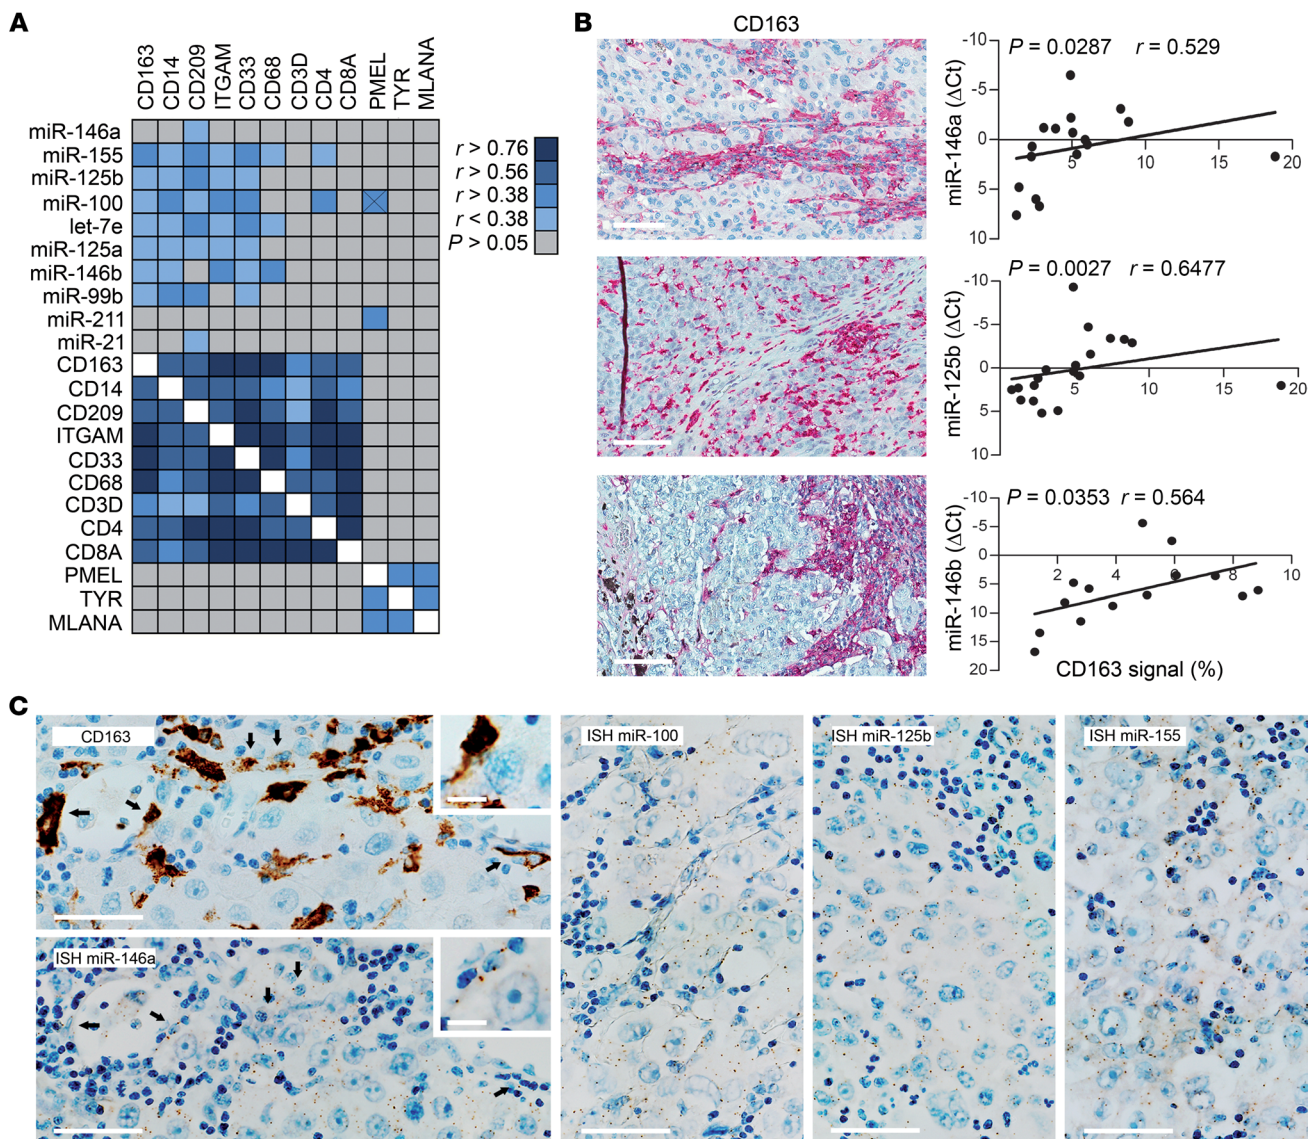 A
CD163
CD14
CD209
ITGAM
CD33
CD68
CD3D
CD4
CD8A
PMEL
TYR
MLANA
miR-146a
miR-155
miR-125b
miR-100
let-7e
miR-125a
miR-146b
miR-99b
miR-211
miR-21
CD163
CD14
CD209
ITGAM
CD33
CD68
CD3D
CD4
CD8A
PMEL
TYR
MLANA
r > 0.76
r > 0.56
r > 0.38
r < 0.38
P > 0.05
B
CD163
P = 0.0287 r = 0.529
miR-146a (ΔCt)
-10
-5
0
5
10
5 10 15 20
P = 0.0027 r = 0.6477
miR-125b (ΔCt)
-10
-5
0
5
10
5 10 15 20
P = 0.0353 r = 0.564
miR-146b (ΔCt)
-10
-5
0
5
10
15
20
2 4 6 8 10
CD163 signal (%)
C
CD163
ISH miR-146a
ISH miR-100
ISH miR-125b
ISH miR-155